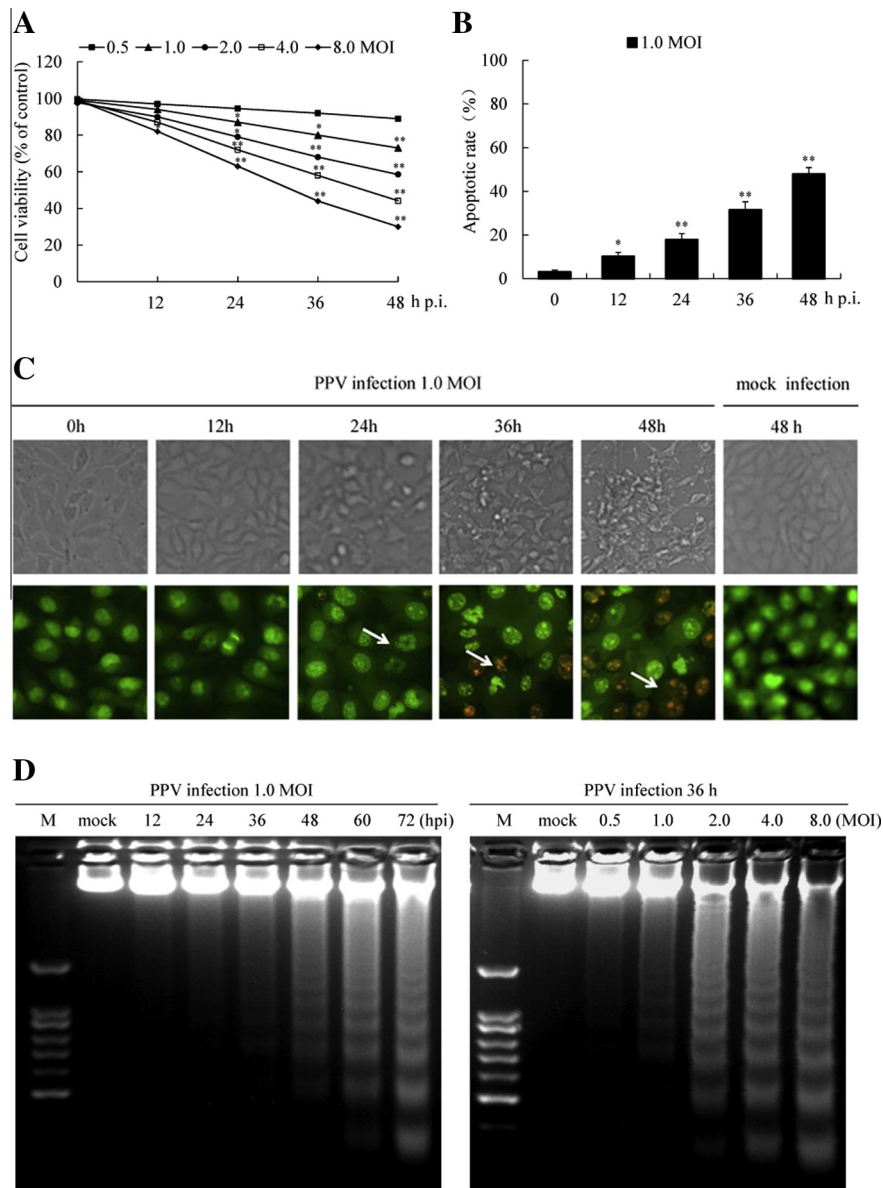 A
0.5 1.0 2.0 4.0 8.0 MOI
Cell viability (% of control)
120
100
80
60
40
20
0
* *
* *
** **
** **
** **
** **
**
12 24 36 48 h p.i.
B
1.0 MOI
Apoptotic rate (%)
100
80
60
40
20
0
* ** ** **
0 12 24 36 48 h p.i.
C
PPV infection 1.0 MOI mock infection
0h 12h 24h 36h 48h 48 h
D
PPV infection 1.0 MOI
M mock 12 24 36 48 60 72 (hpi)
PPV infection 36 h
M mock 0.5 1.0 2.0 4.0 8.0 (MOI)